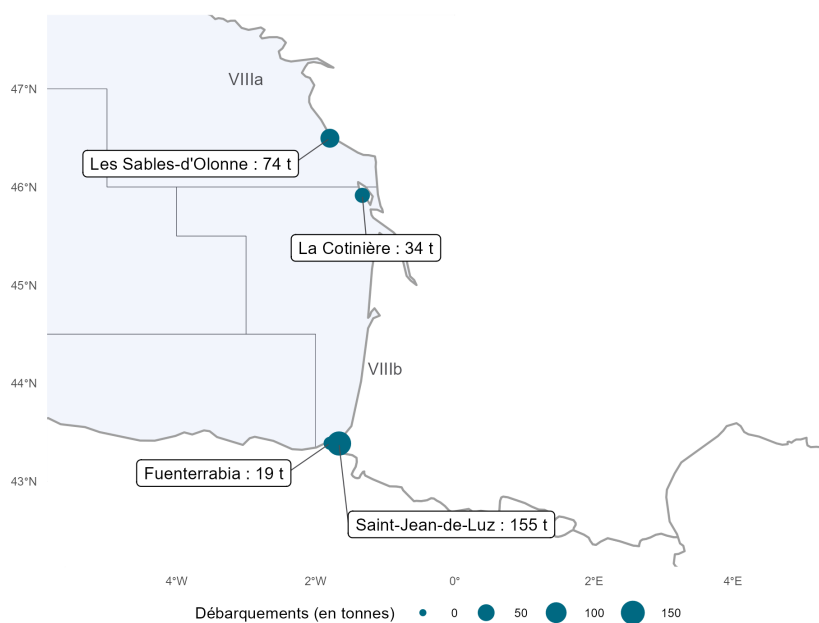 VIIIa
47°N
Les Sables-d'Olonne : 74 t
46°N
La Cotinière : 34 t
45°N
44°N
VIIIb
43°N
Fuenterrabia : 19 t
Saint-Jean-de-Luz : 155 t
4°W 2°W 0° 2°E 4°E
Débarquements (en tonnes) 0 50 100 150